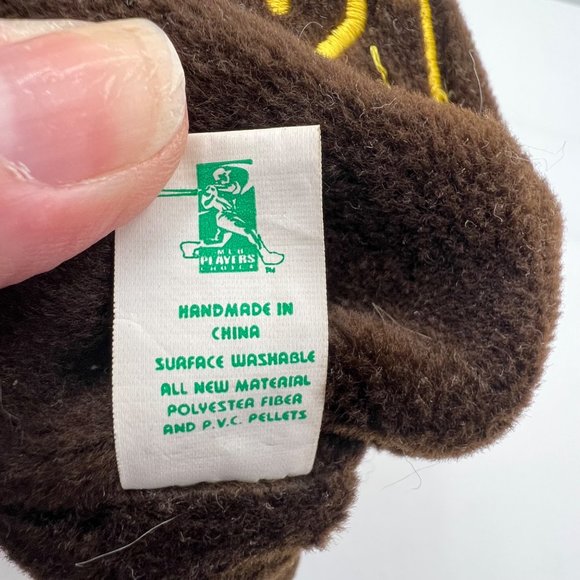 MLB
PLAYERS
CHOICE
TM
HANDMADE IN
CHINA
SURFACE WASHABLE
ALL NEW MATERIAL
POLYESTER FIBER
AND P.V.C. PELLETS